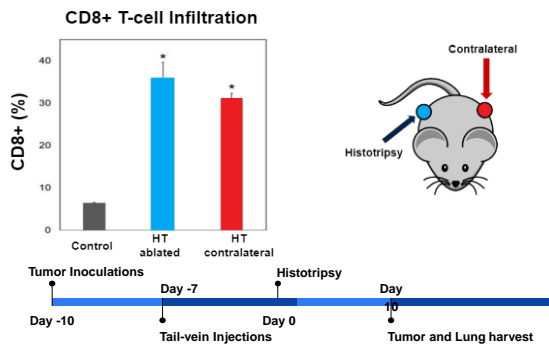 CD8+ T-cell Infiltration
CD8+ (%)
40
30
20
10
0
*
*
Control
HT
ablated
HT
contralateral
Contralateral
Histotripsy
Tumor Inoculations
Histotripsy
Day -7
Day
10
Day -10
Day 0
Tail-vein Injections
Tumor and Lung harvest